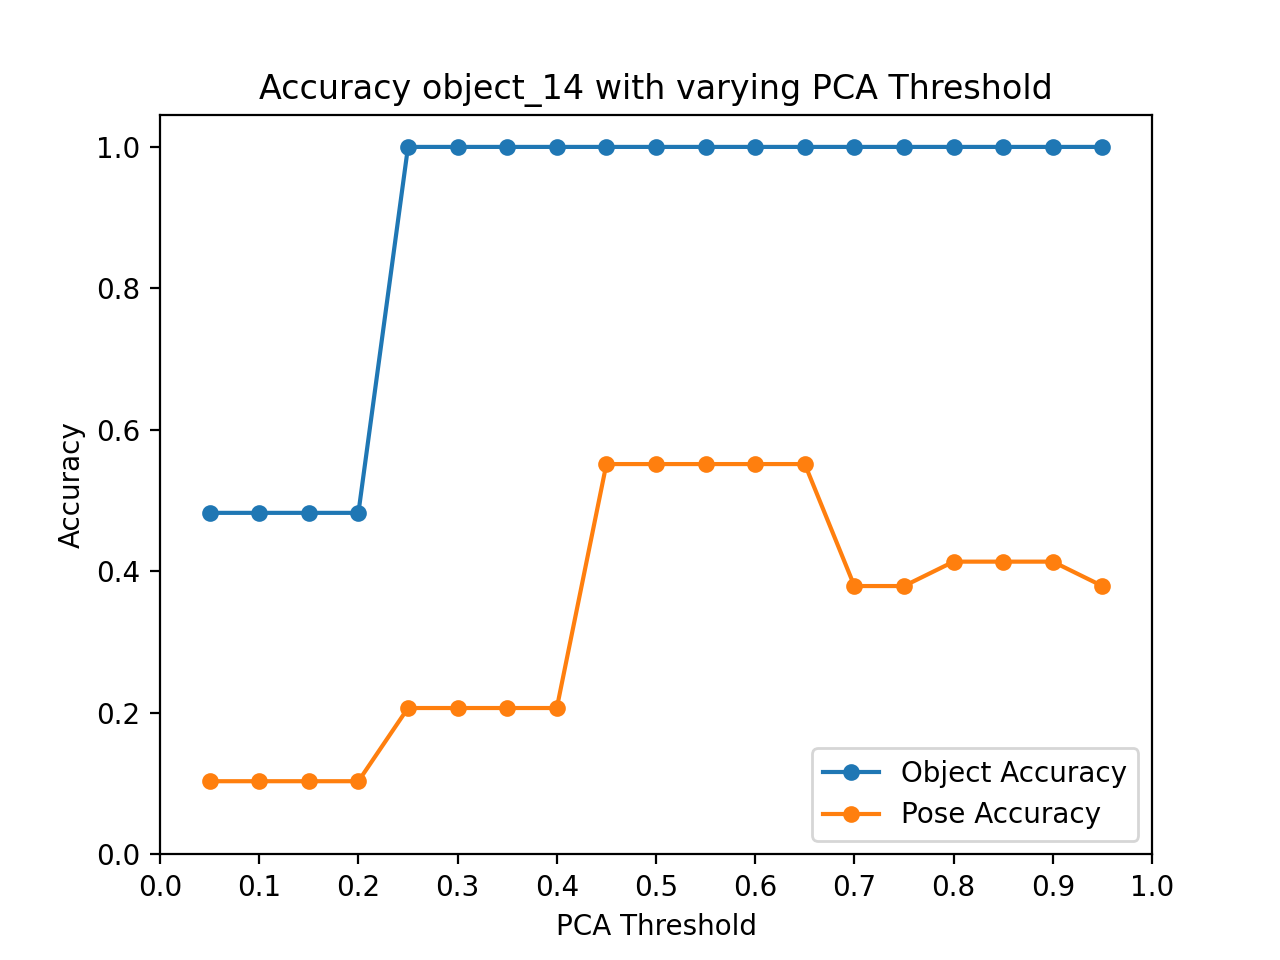 Accuracy object_14 with varying PCA Threshold
1.0
0.8
0.6
0.4
0.2
0.0
Accuracy
0.0 0.1 0.2 0.3 0.4 0.5 0.6 0.7 0.8 0.9 1.0
PCA Threshold
Object Accuracy
Pose Accuracy